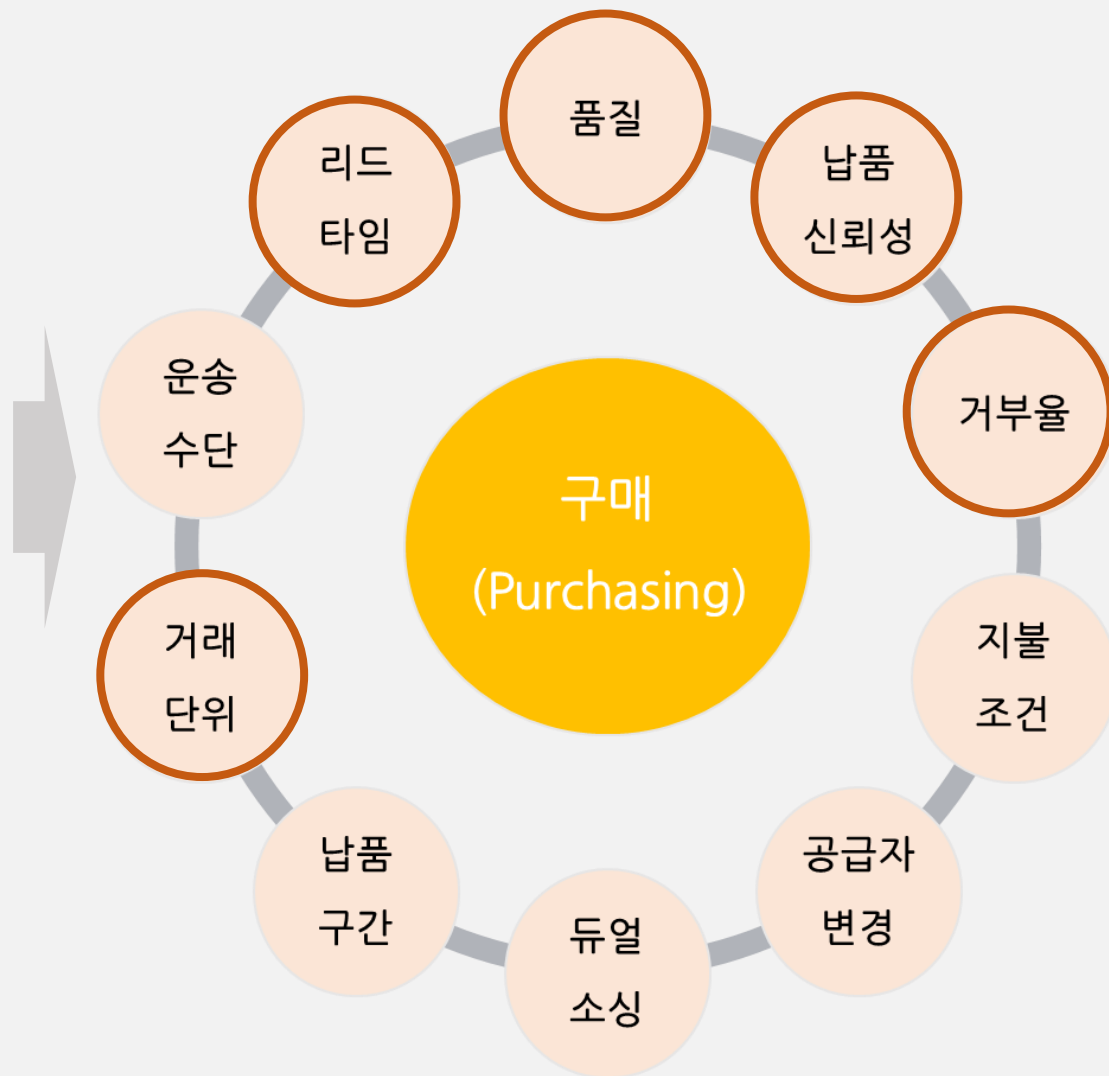 품질
납품
신뢰성
거부율
지불
조건
공급자
변경
듀얼
소싱
납품
구간
거래
단위
운송
수단
리드
타임
구매
(Purchasing)